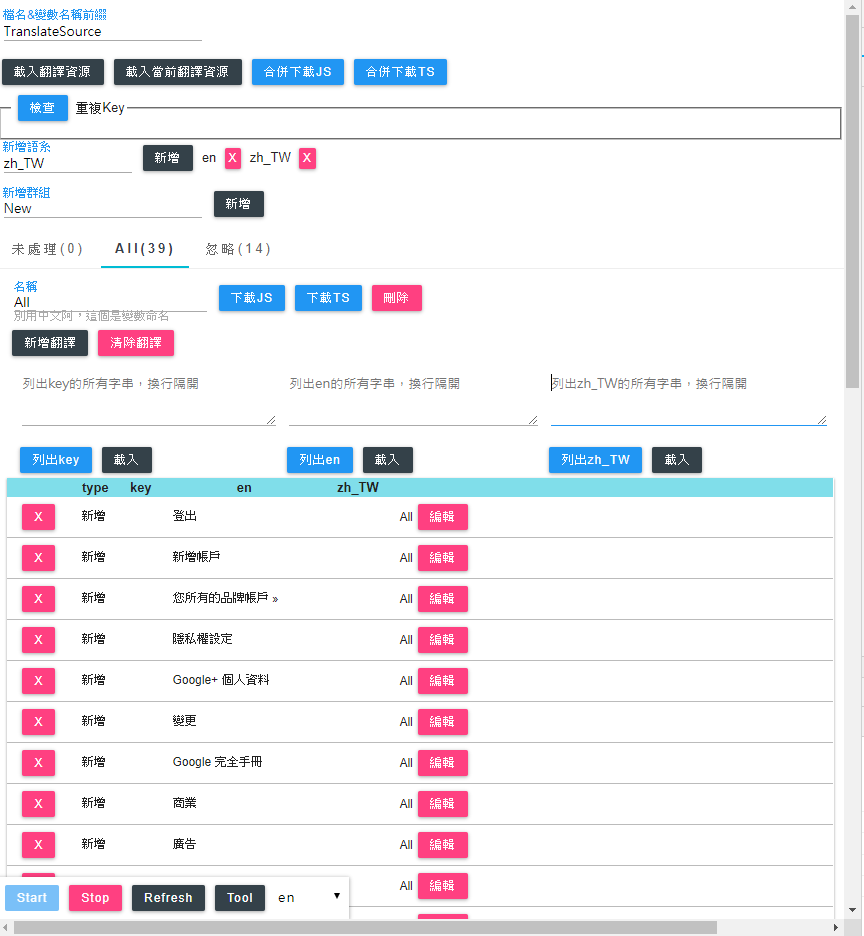 檔名&變數名稱前綴
TranslateSource
載入翻譯資源 載入當前翻譯資源 合併下載JS 合併下載TS
檢查 重複Key
新增語系
zh_TW 新增 en X zh_TW X
新增群組
New 新增
未處理(0) All(39) 忽略(14)
名稱
All 下載JS 下載TS 刪除
別用中文阿，這個是變數命名
新增翻譯 清除翻譯
列出key的所有字串，換行隔開 列出en的所有字串，換行隔開 列出zh_TW的所有字串，換行隔開
列出key 載入 列出en 載入 列出zh_TW 載入
type key en zh_TW
X 新增 登出 All 編輯
X 新增 新增帳戶 All 編輯
X 新增 您所有的品牌帳戶 » All 編輯
X 新增 隱私權設定 All 編輯
X 新增 Google+ 個人資料 All 編輯
X 新增 變更 All 編輯
X 新增 Google 完全手冊 All 編輯
X 新增 商業 All 編輯
X 新增 廣告 All 編輯
All 編輯
Start Stop Refresh Tool en